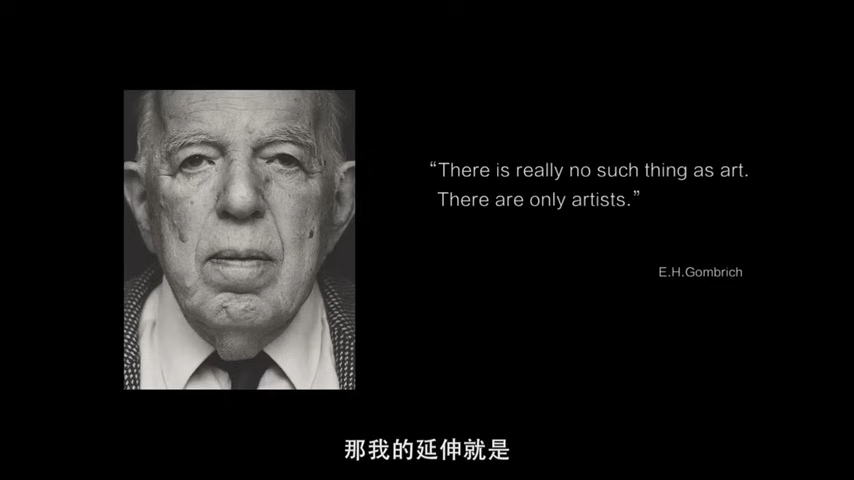 “There is really no such thing as art.
There are only artists.”
E.H.Gombrich
那我的延伸就是